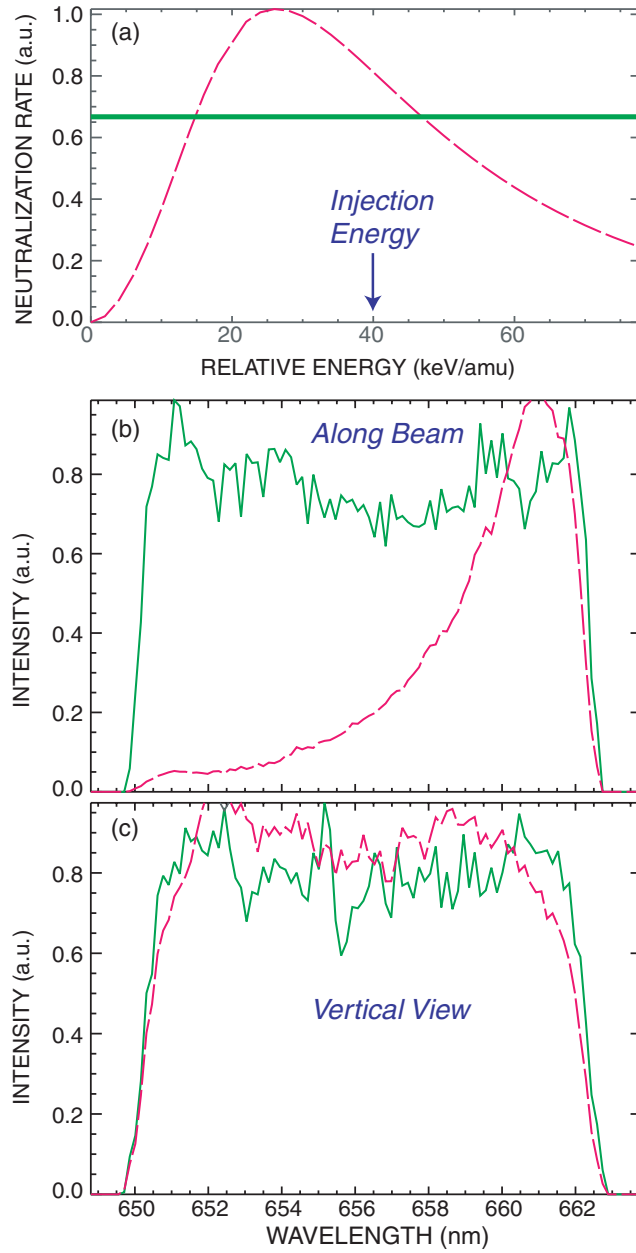 (a)
NEUTRALIZATION RATE (a.u.)
1.0
0.8
0.6
0.4
0.2
0.0
Injection
Energy
0 20 40 60
RELATIVE ENERGY (keV/amu)
(b)
Along Beam
INTENSITY (a.u.)
0.8
0.6
0.4
0.2
0.0
(c)
Vertical View
INTENSITY (a.u.)
0.8
0.6
0.4
0.2
0.0
650 652 654 656 658 660 662
WAVELENGTH (nm)